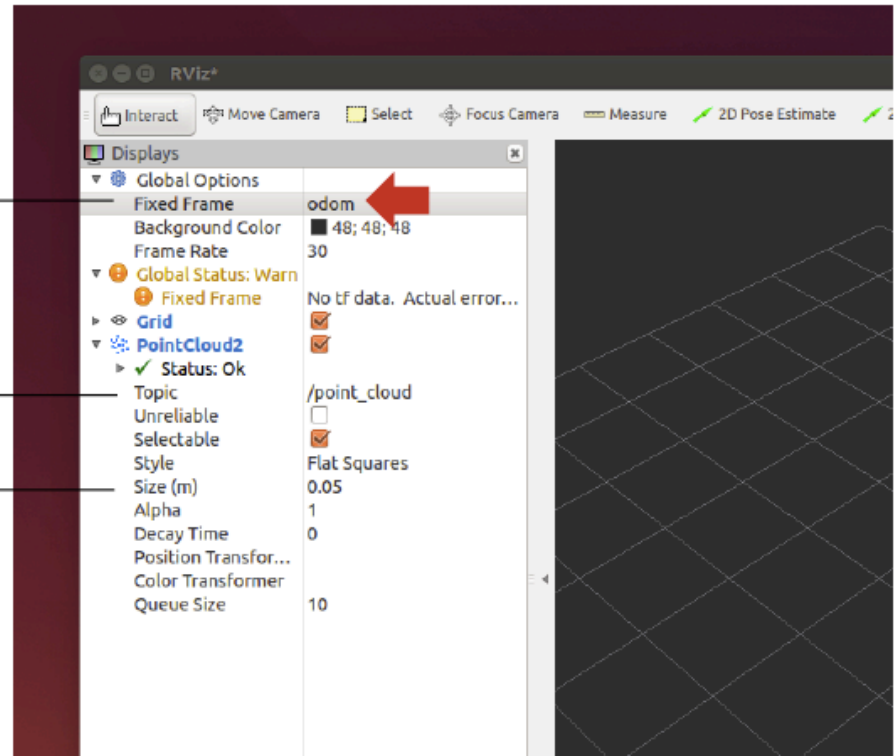 RViz*
Interact Move Camera Select Focus Camera Measure 2D Pose Estimate 2
Displays
Global Options
Fixed Frame odom
Background Color 48; 48; 48
Frame Rate 30
Global Status: Warn
Fixed Frame No tf data. Actual error...
Grid
PointCloud2
Status: Ok
Topic /point_cloud
Unreliable
Selectable
Style Flat Squares
Size (m) 0.05
Alpha 1
Decay Time 0
Position Transfor...
Color Transformer
Queue Size 10